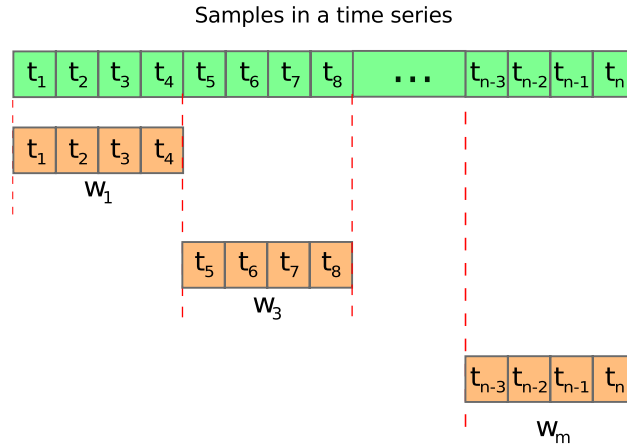 Samples in a time series
t₁ t₂ t₃ t₄ t₅ t₆ t₇ t₈ ... tₙ₋₃ tₙ₋₂ tₙ₋₁ tₙ
t₁ t₂ t₃ t₄
w₁
t₅ t₆ t₇ t₈
w₃
tₙ₋₃ tₙ₋₂ tₙ₋₁ tₙ
wₘ